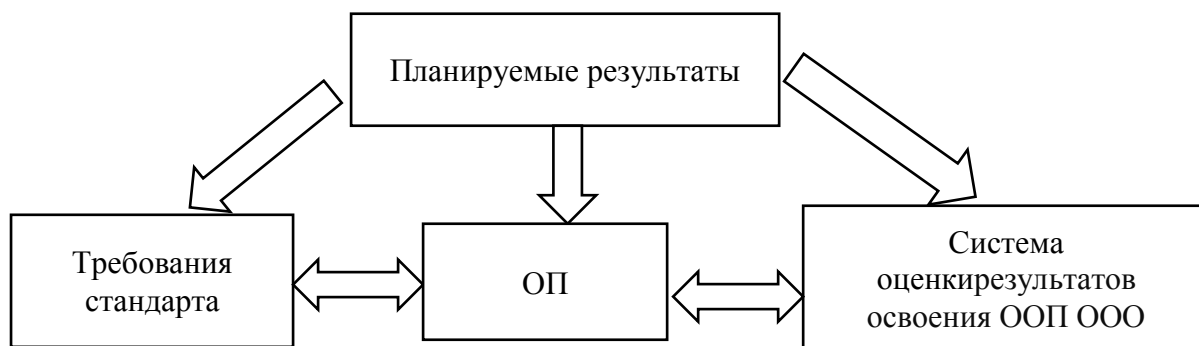 Планируемые результаты
Требования
стандарта
ОП
Система
оценкирезультатов
освоения ООП ООО